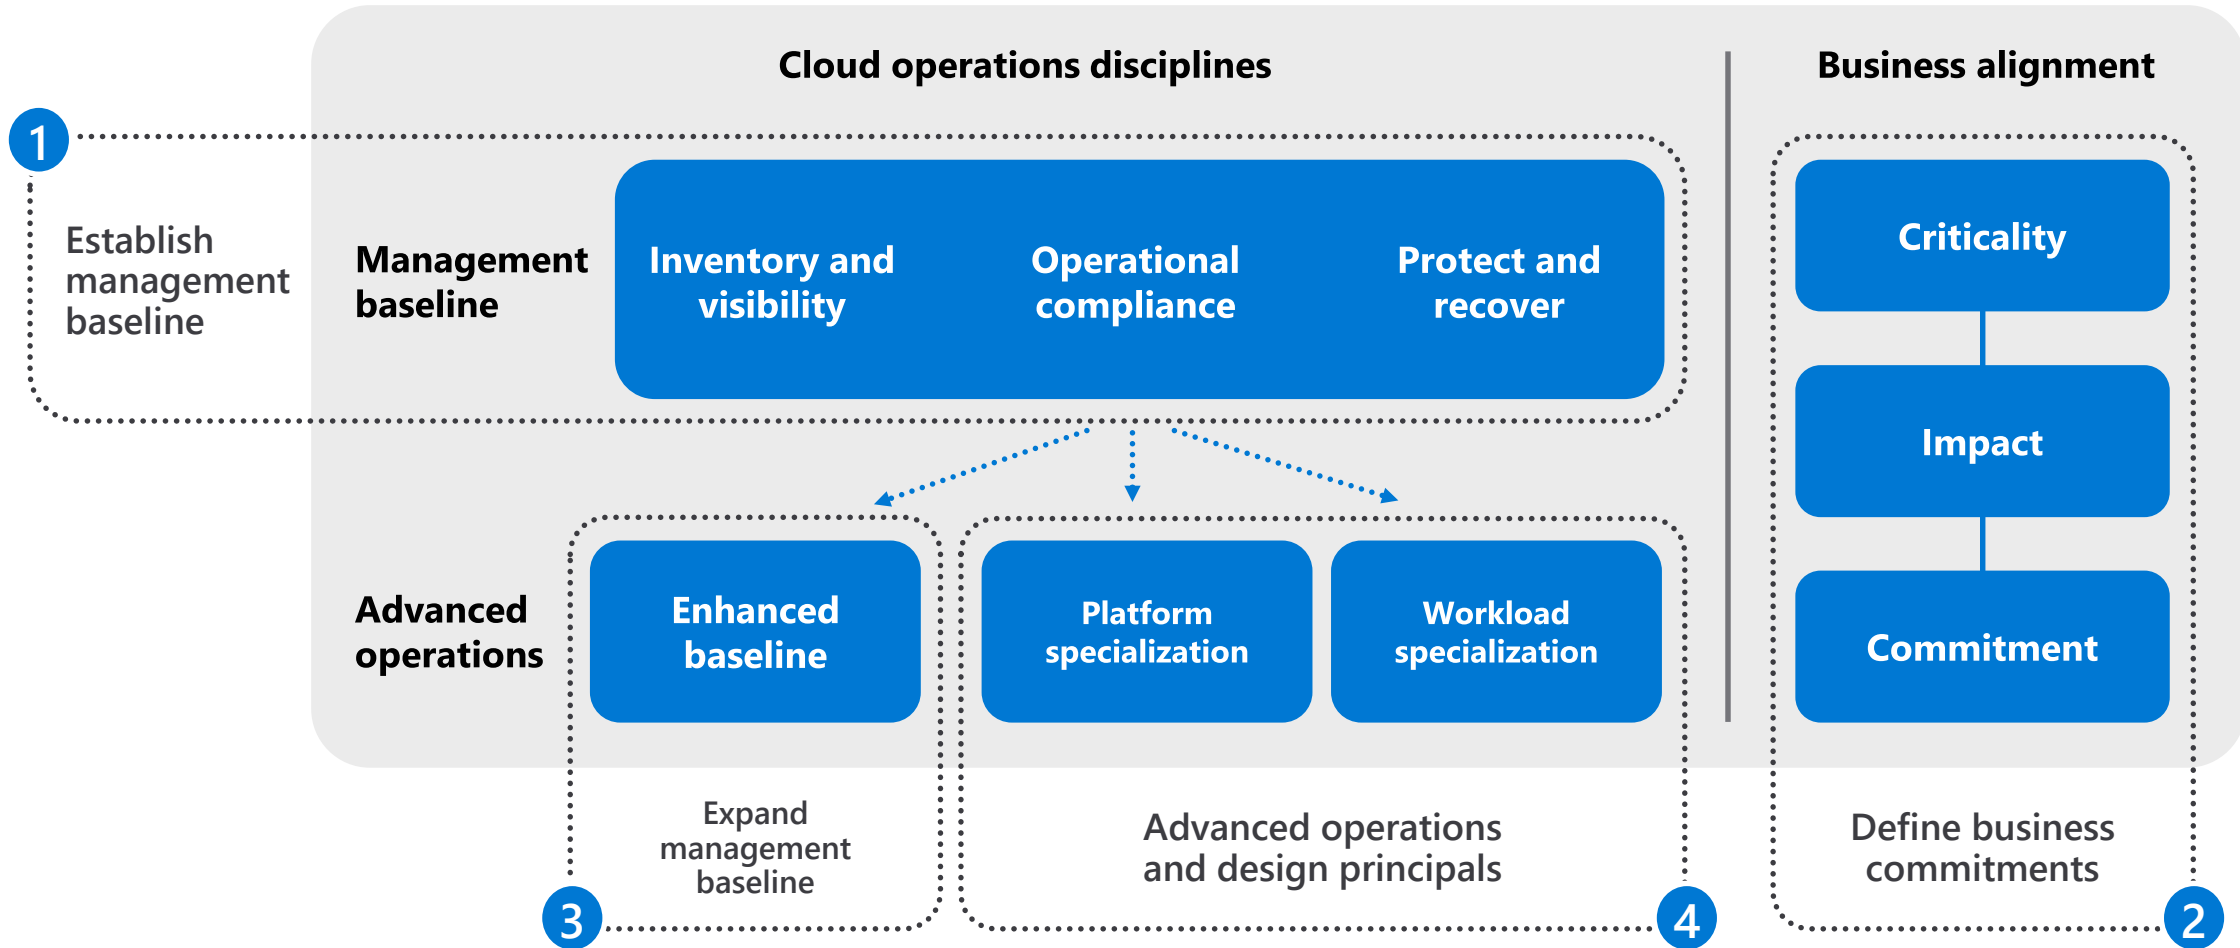 Cloud operations disciplines
Business alignment
1
Establish
management
baseline
Management
baseline
Inventory and
visibility
Operational
compliance
Protect and
recover
Criticality
Impact
Commitment
Advanced
operations
Enhanced
baseline
Platform
specialization
Workload
specialization
Expand
management
baseline
3
Advanced operations
and design principals
4
Define business
commitments
2